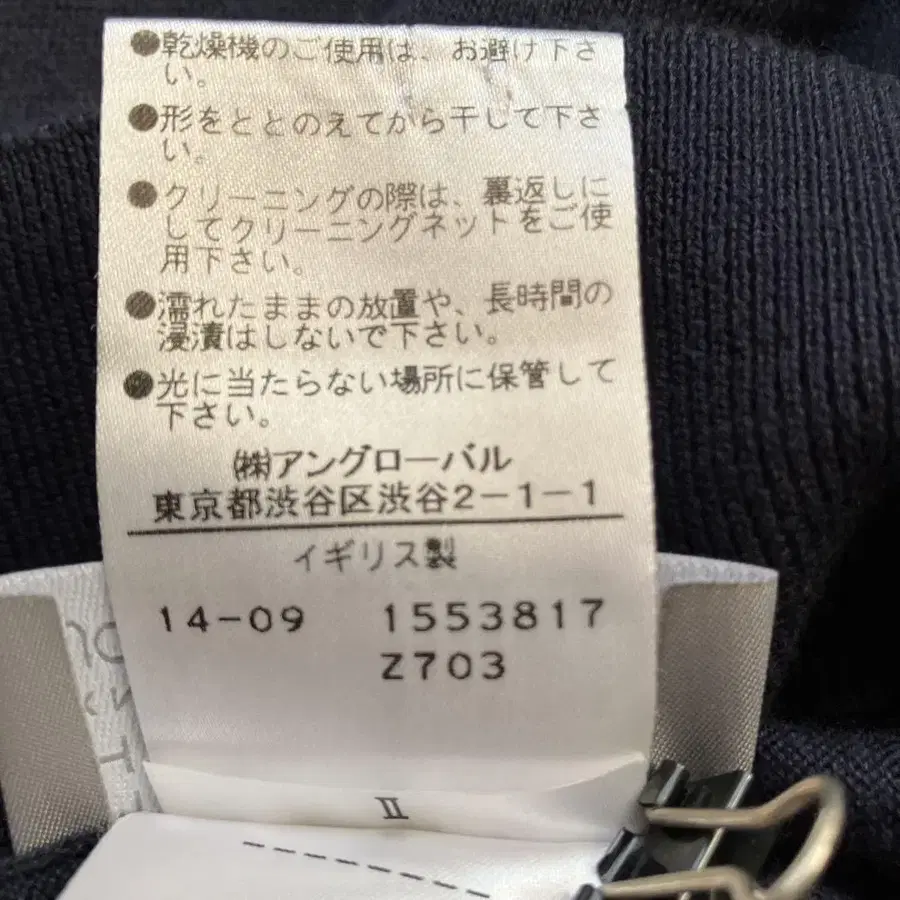 ●乾燥機のご使用は、お避け下さ
い。
●形をととのえてから干して下さ
い。
●クリーニングの際は、裏返しに
してクリーニングネットをご使
用下さい。
●濡れたままの放置や、長時間の
浸漬はしないで下さい。
●光に当たらない場所に保管して
下さい。
㈱アングローバル
東京都渋谷区渋谷2-1-1
イギリス製
14-09 1553817
Z703
II